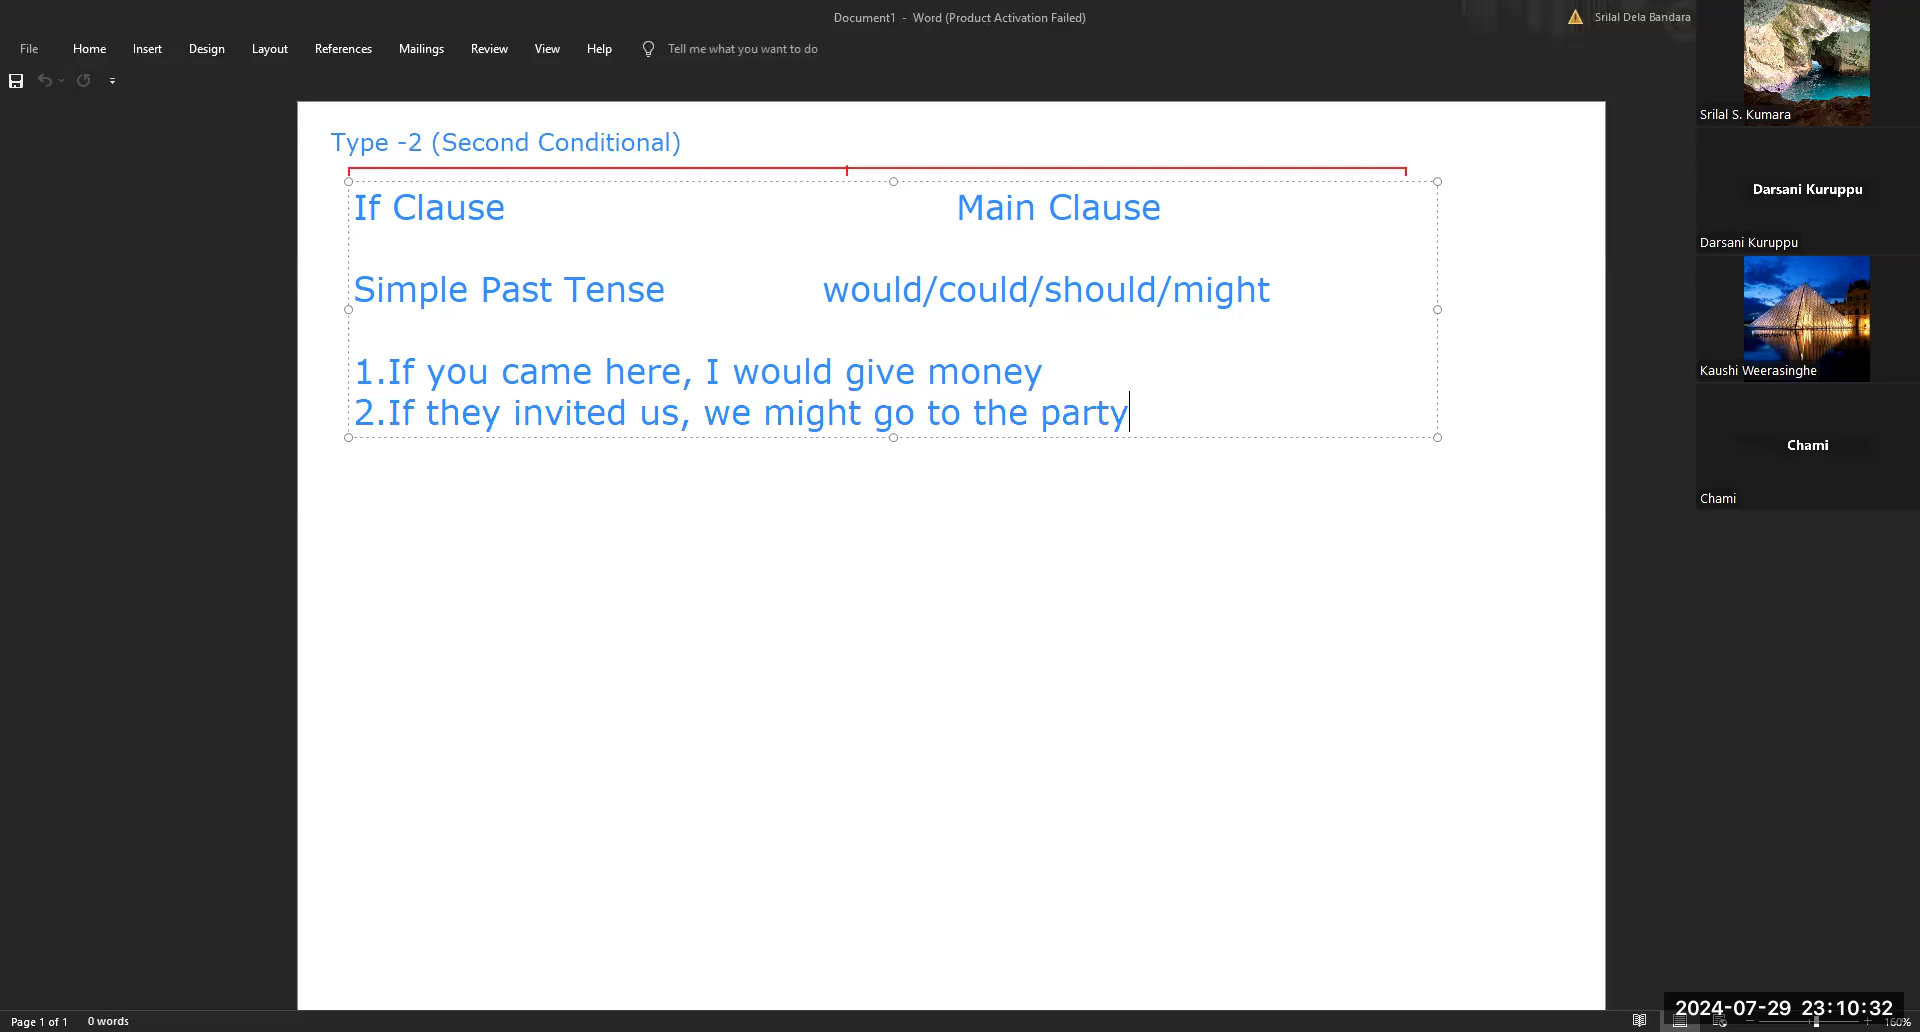 Document1 - Word (Product Activation Failed)
Srilal Dela Bandara
File Home Insert Design Layout References Mailings Review View Help Tell me what you want to do
Type -2 (Second Conditional)
If Clause Main Clause
Simple Past Tense would/could/should/might
1.If you came here, I would give money
2.If they invited us, we might go to the party
Srilal S. Kumara
Darsani Kuruppu
Darsani Kuruppu
Kaushi Weerasinghe
Chami
Chami
2024-07-29 23:10:32
Page 1 of 1 0 words
160%